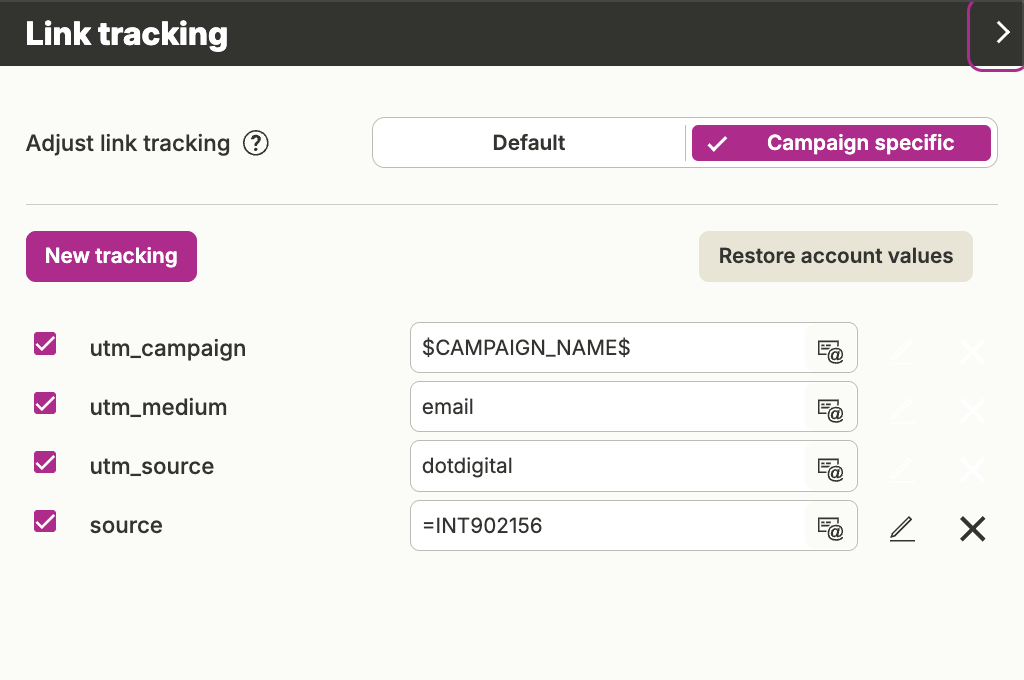 Link tracking
Adjust link tracking ?
Default
Campaign specific
New tracking
Restore account values
utm_campaign $CAMPAIGN_NAME$
utm_medium email
utm_source dotdigital
source =INT902156